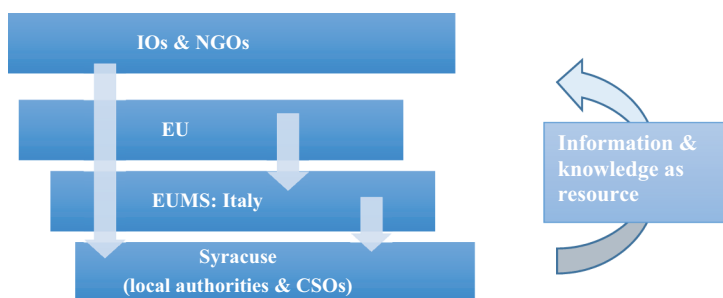 IOs & NGOs
EU
EUMS: Italy
Syracuse
(local authorities & CSOs)
Information &
knowledge as
resource